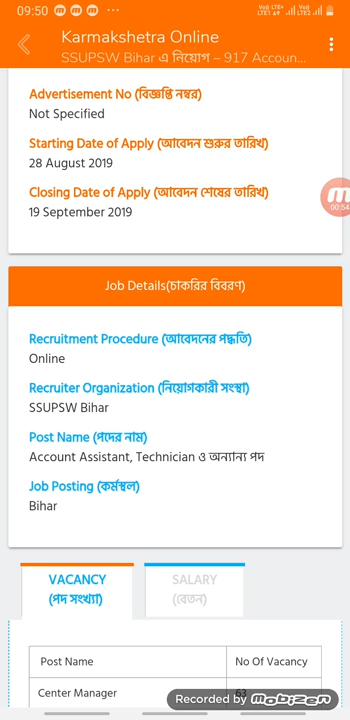 09:50
Karmakshetra Online
SSUPSW Bihar এ নিয়োগ – 917 Accoun...
Advertisement No (বিজ্ঞপ্তি নম্বর)
Not Specified
Starting Date of Apply (আবেদন শুরুর তারিখ)
28 August 2019
Closing Date of Apply (আবেদন শেষের তারিখ)
19 September 2019
00:54
Job Details(চাকরির বিবরণ)
Recruitment Procedure (আবেদনের পদ্ধতি)
Online
Recruiter Organization (নিয়োগকারী সংস্থা)
SSUPSW Bihar
Post Name (পদের নাম)
Account Assistant, Technician ও অন্যান্য পদ
Job Posting (কর্মস্থল)
Bihar
VACANCY SALARY
(পদ সংখ্যা) (বেতন)
Post Name No Of Vacancy
Center Manager 63
Recorded by mobizen